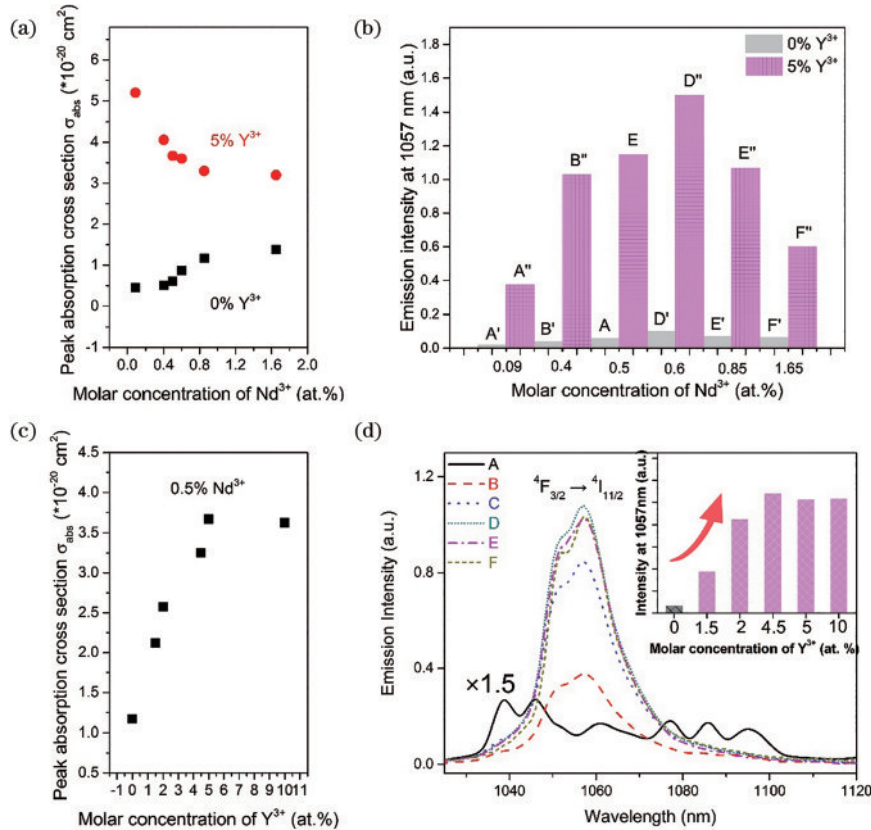 (a)
Peak absorption cross section σabs (*10⁻²⁰ cm²)
6
5
4
3
2
1
0
-1
5% Y³⁺
0% Y³⁺
0.0 0.4 0.8 1.2 1.6 2.0
Molar concentration of Nd³⁺ (at.%)
(b)
Emission intensity at 1057 nm (a.u.)
1.8
1.6
1.4
1.2
1.0
0.8
0.6
0.4
0.2
0.0
0% Y³⁺
5% Y³⁺
A' A" B' B" A E D' D" E' E" F' F"
0.09 0.4 0.5 0.6 0.85 1.65
Molar concentration of Nd³⁺ (at.%)
(c)
Peak absorption cross section σabs (*10⁻²⁰ cm²)
4.5
4.0
3.5
3.0
2.5
2.0
1.5
1.0
0.5
0.5% Nd³⁺
-1 0 1 2 3 4 5 6 7 8 9 10 11
Molar concentration of Y³⁺ (at.%)
(d)
Emission Intensity (a.u.)
1.2
0.8
0.4
0.0
A
B
C
D
E
F
⁴F3/2 → ⁴I11/2
×1.5
1040 1060 1080 1100 1120
Wavelength (nm)
Intensity at 1057nm (a.u.)
0 1.5 2 4.5 5 10
Molar concentration of Y³⁺ (at. %)